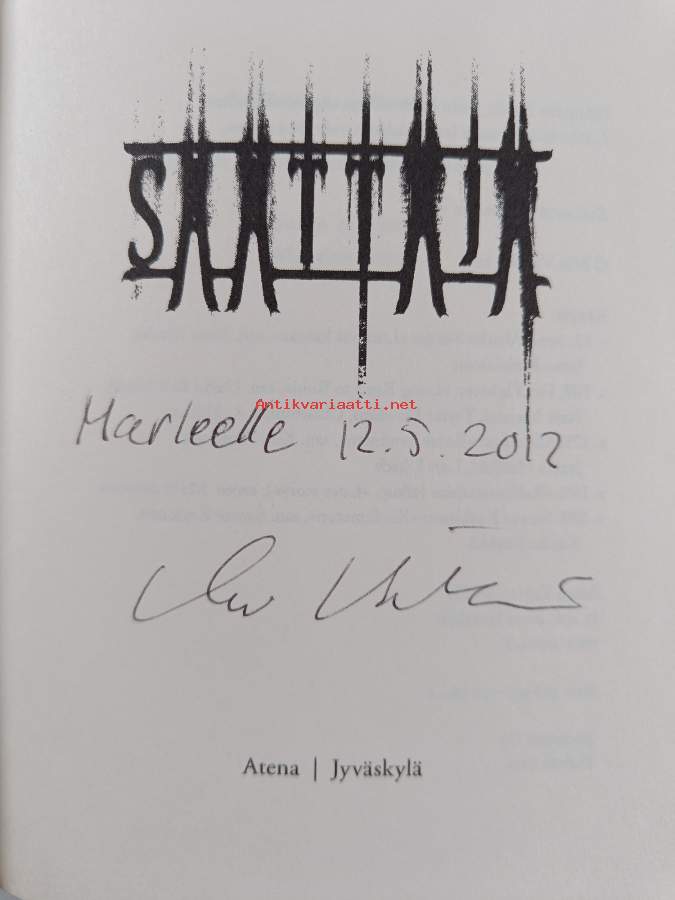 SAATTAJA
Antikvariaatti.net
Marleelle 12.5.2012
Atena | Jyväskylä